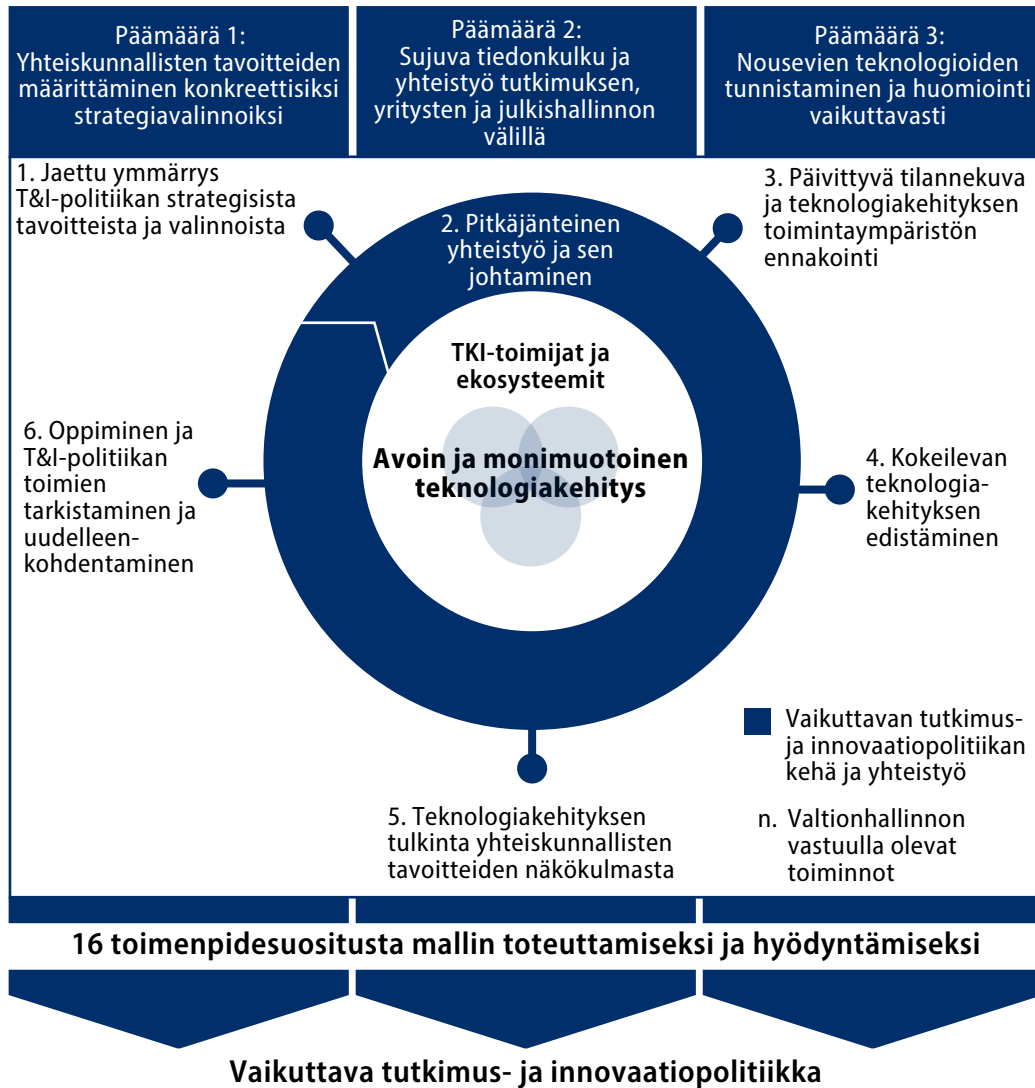 Päämäärä 1:
Yhteiskunnallisten tavoitteiden
määrittäminen konkreettisiksi
strategiavalinnoiksi
Päämäärä 2:
Sujuva tiedonkulku ja
yhteistyö tutkimuksen,
yritysten ja julkishallinnon
välillä
Päämäärä 3:
Nousevien teknologioiden
tunnistaminen ja huomiointi
vaikuttavasti
1. Jaettu ymmärrys
T&I-politiikan strategisista
tavoitteista ja valinnoista
2. Pitkäjänteinen
yhteistyö ja sen
johtaminen
3. Päivittyvä tilannekuva
ja teknologiakehityksen
toimintaympäristön
ennakointi
TKI-toimijat ja
ekosysteemit
Avoin ja monimuotoinen
teknologiakehitys
6. Oppiminen ja
T&I-politiikan
toimien
tarkistaminen ja
uudelleen-
kohdentaminen
4. Kokeilevan
teknologia-
kehityksen
edistäminen
5. Teknologiakehityksen
tulkinta yhteiskunnallisten
tavoitteiden näkökulmasta
Vaikuttavan tutkimus-
ja innovaatiopolitiikan
kehä ja yhteistyö
n. Valtionhallinnon
vastuulla olevat
toiminnot
16 toimenpidesuositusta mallin toteuttamiseksi ja hyödyntämiseksi
Vaikuttava tutkimus- ja innovaatiopolitiikka